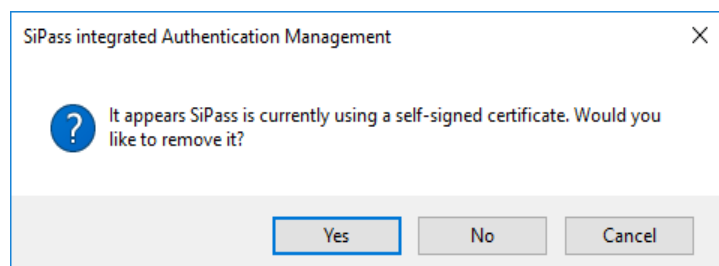 SiPass integrated Authentication Management
?
It appears SiPass is currently using a self-signed certificate. Would you
like to remove it?
Yes No Cancel